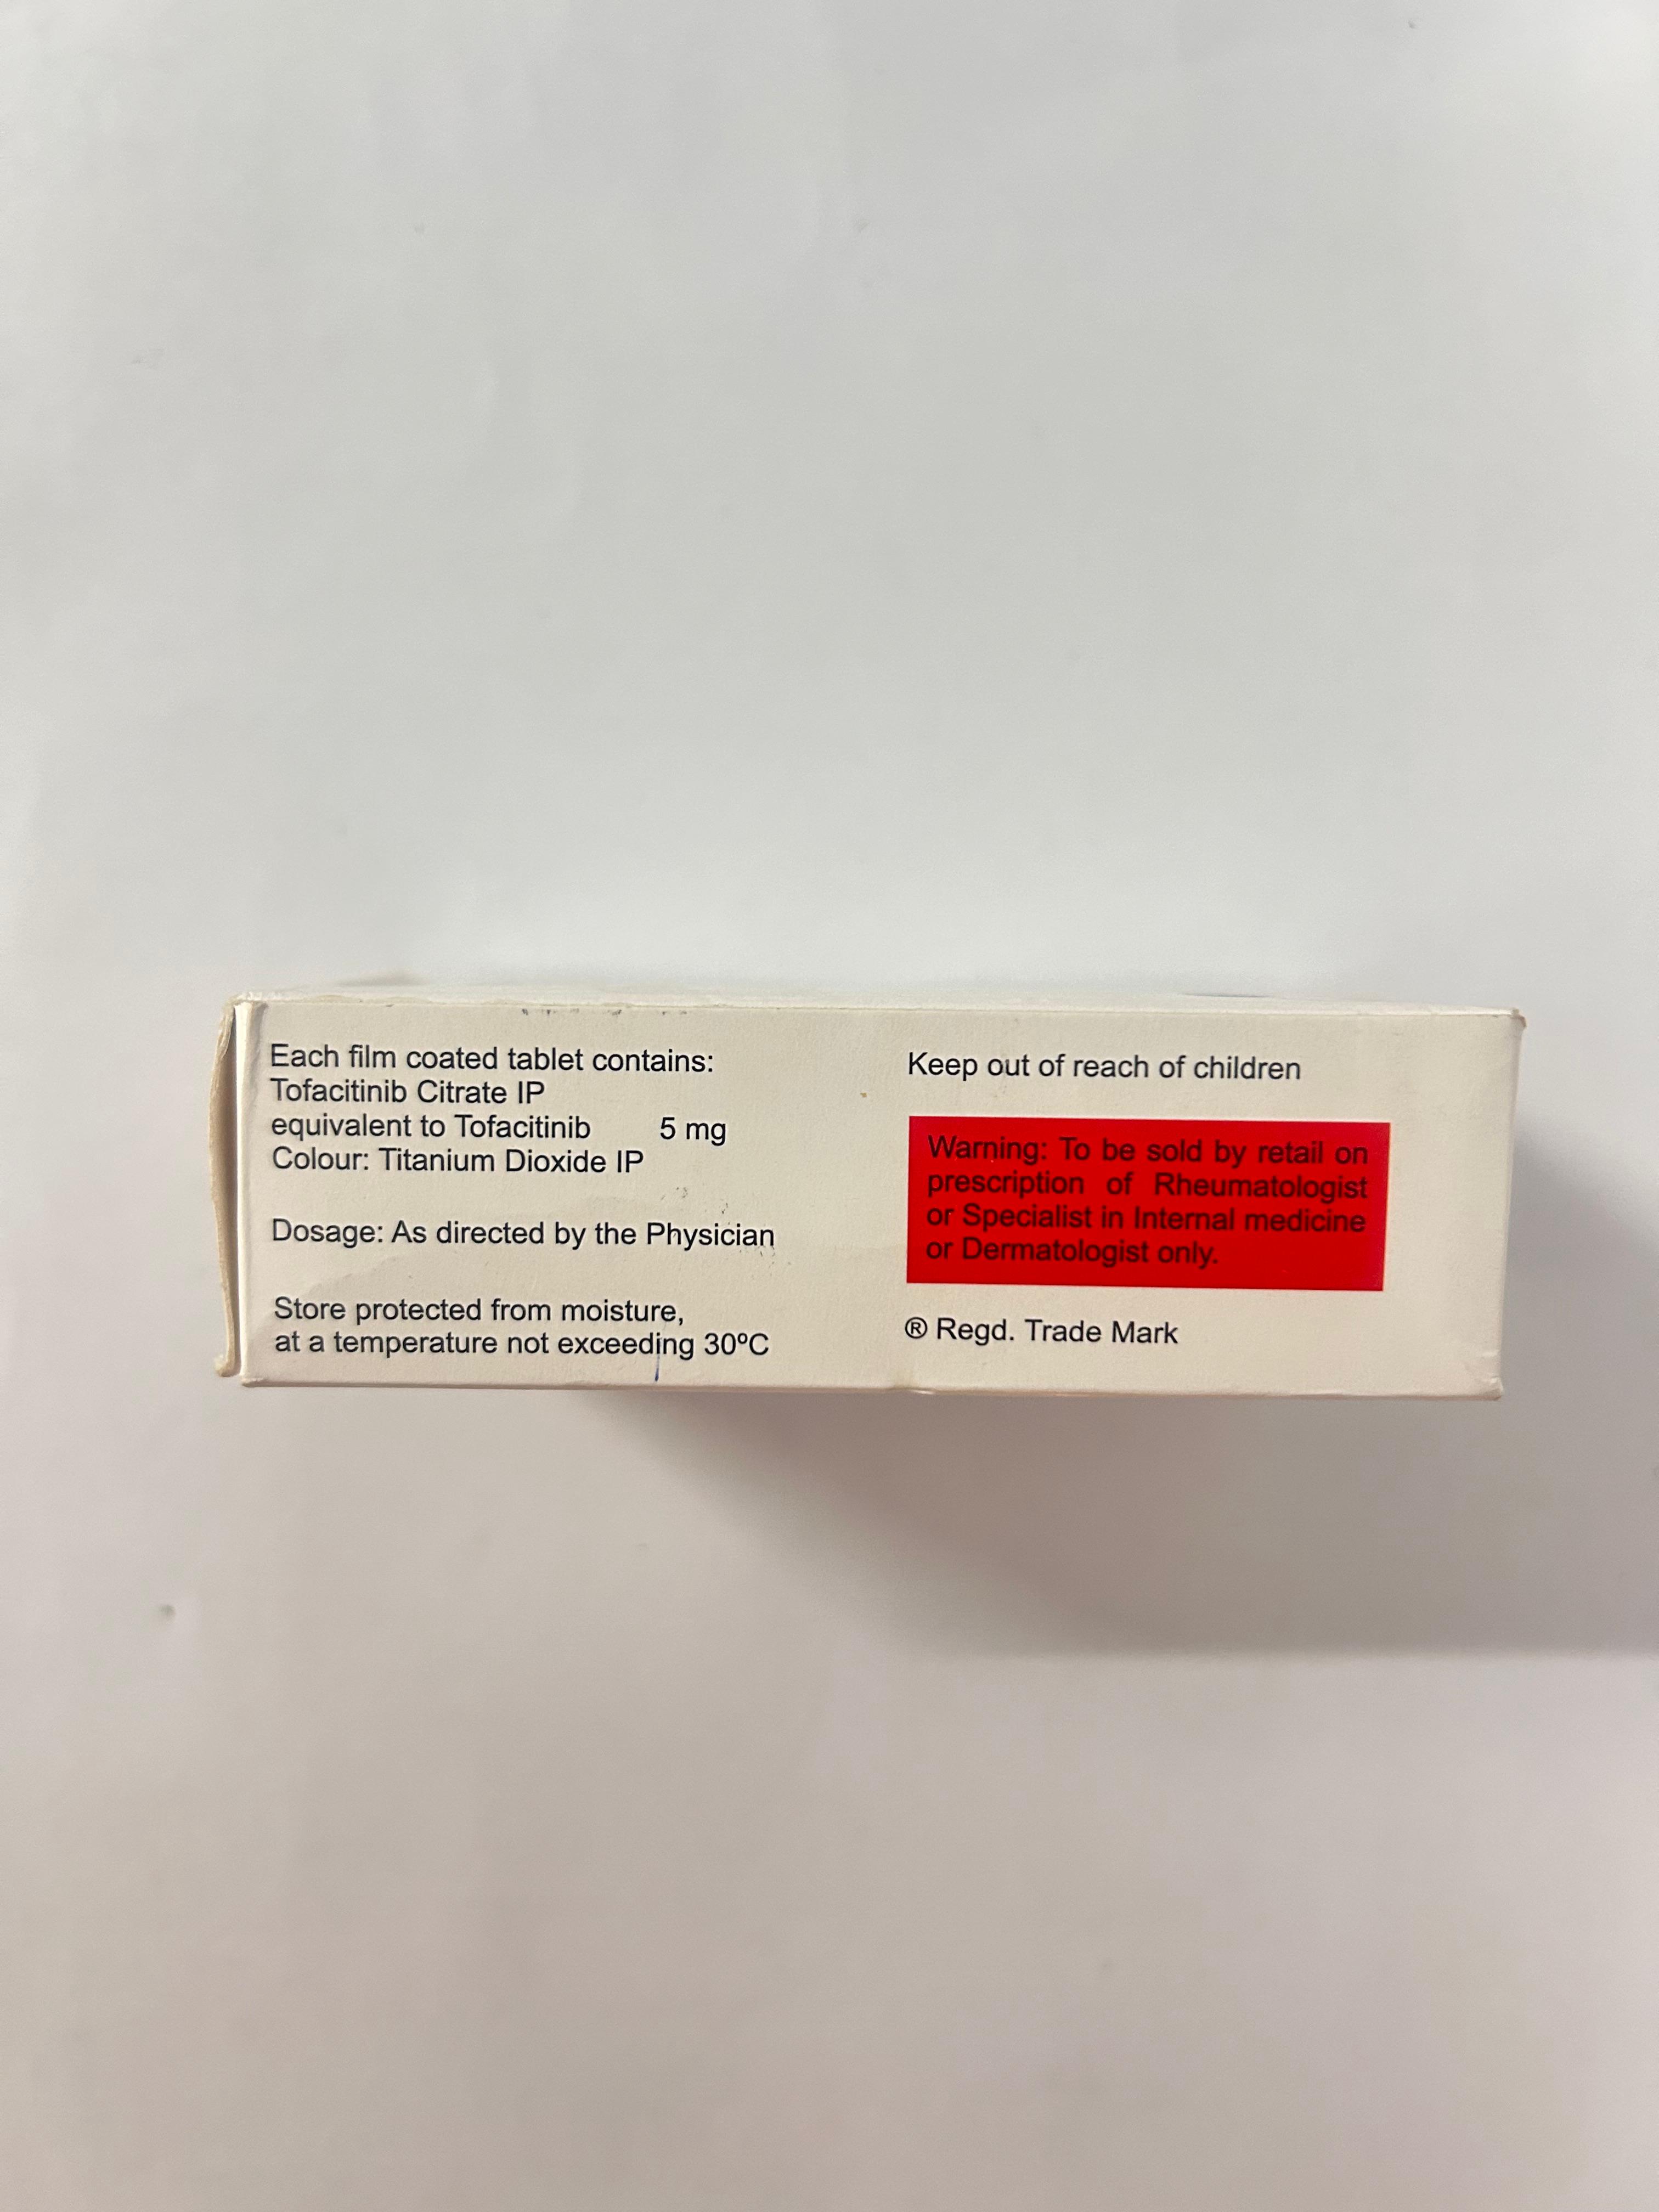 Each film coated tablet contains:
Tofacitinib Citrate IP
equivalent to Tofacitinib 5 mg
Colour: Titanium Dioxide IP
Dosage: As directed by the Physician
Store protected from moisture,
at a temperature not exceeding 30ºC
Keep out of reach of children
Warning: To be sold by retail on
prescription of Rheumatologist
or Specialist in Internal medicine
or Dermatologist only.
® Regd. Trade Mark